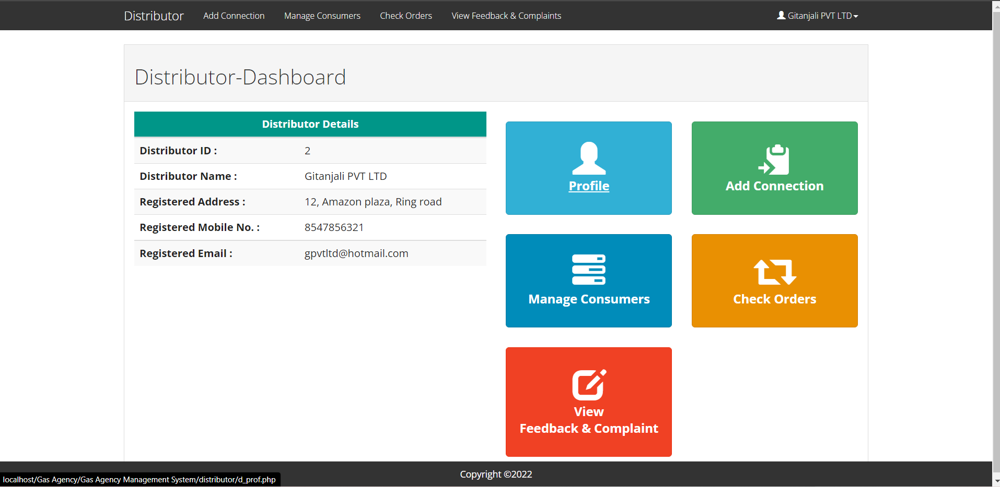 Distributor Add Connection Manage Consumers Check Orders View Feedback & Complaints Gitanjali PVT LTD
Distributor-Dashboard
Distributor Details
Distributor ID : 2
Distributor Name : Gitanjali PVT LTD
Registered Address : 12, Amazon plaza, Ring road
Registered Mobile No. : 8547856321
Registered Email : gpvtltd@hotmail.com
Profile
Add Connection
Manage Consumers
Check Orders
View
Feedback & Complaint
Copyright ©2022
localhost/Gas Agency/Gas Agency Management System/distributor/d_prof.php